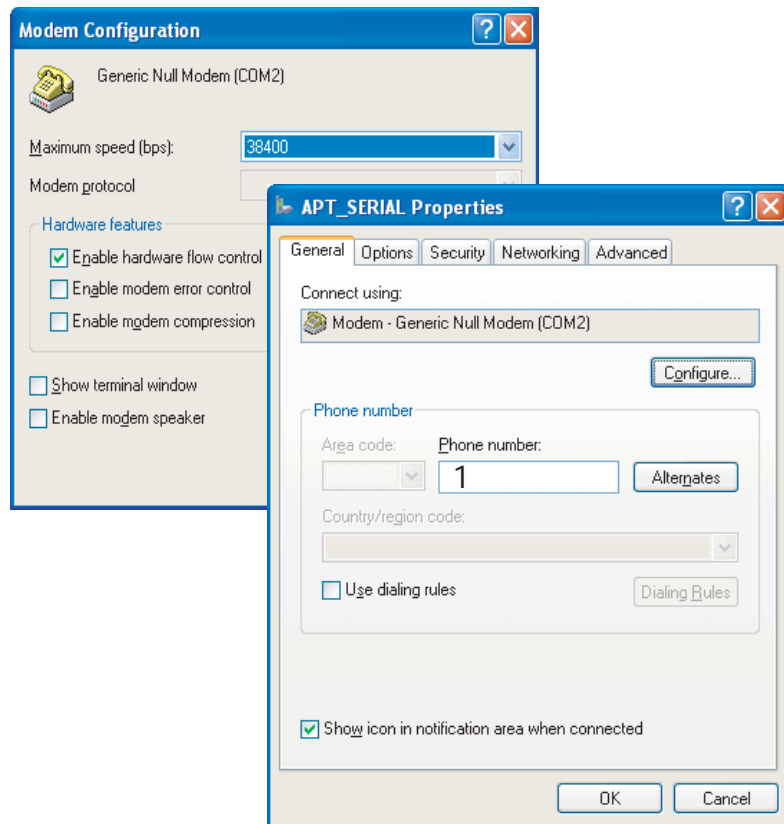 Modem Configuration
Generic Null Modem (COM2)
Maximum speed (bps):
38400
Modem protocol
Hardware features
Enable hardware flow control
Enable modem error control
Enable modem compression
Show terminal window
Enable modem speaker
APT_SERIAL Properties
General Options Security Networking Advanced
Connect using:
Modem - Generic Null Modem (COM2)
Configure...
Phone number
Area code: Phone number:
1
Alternates
Country/region code:
Use dialing rules
Dialing Rules
Show icon in notification area when connected
OK Cancel